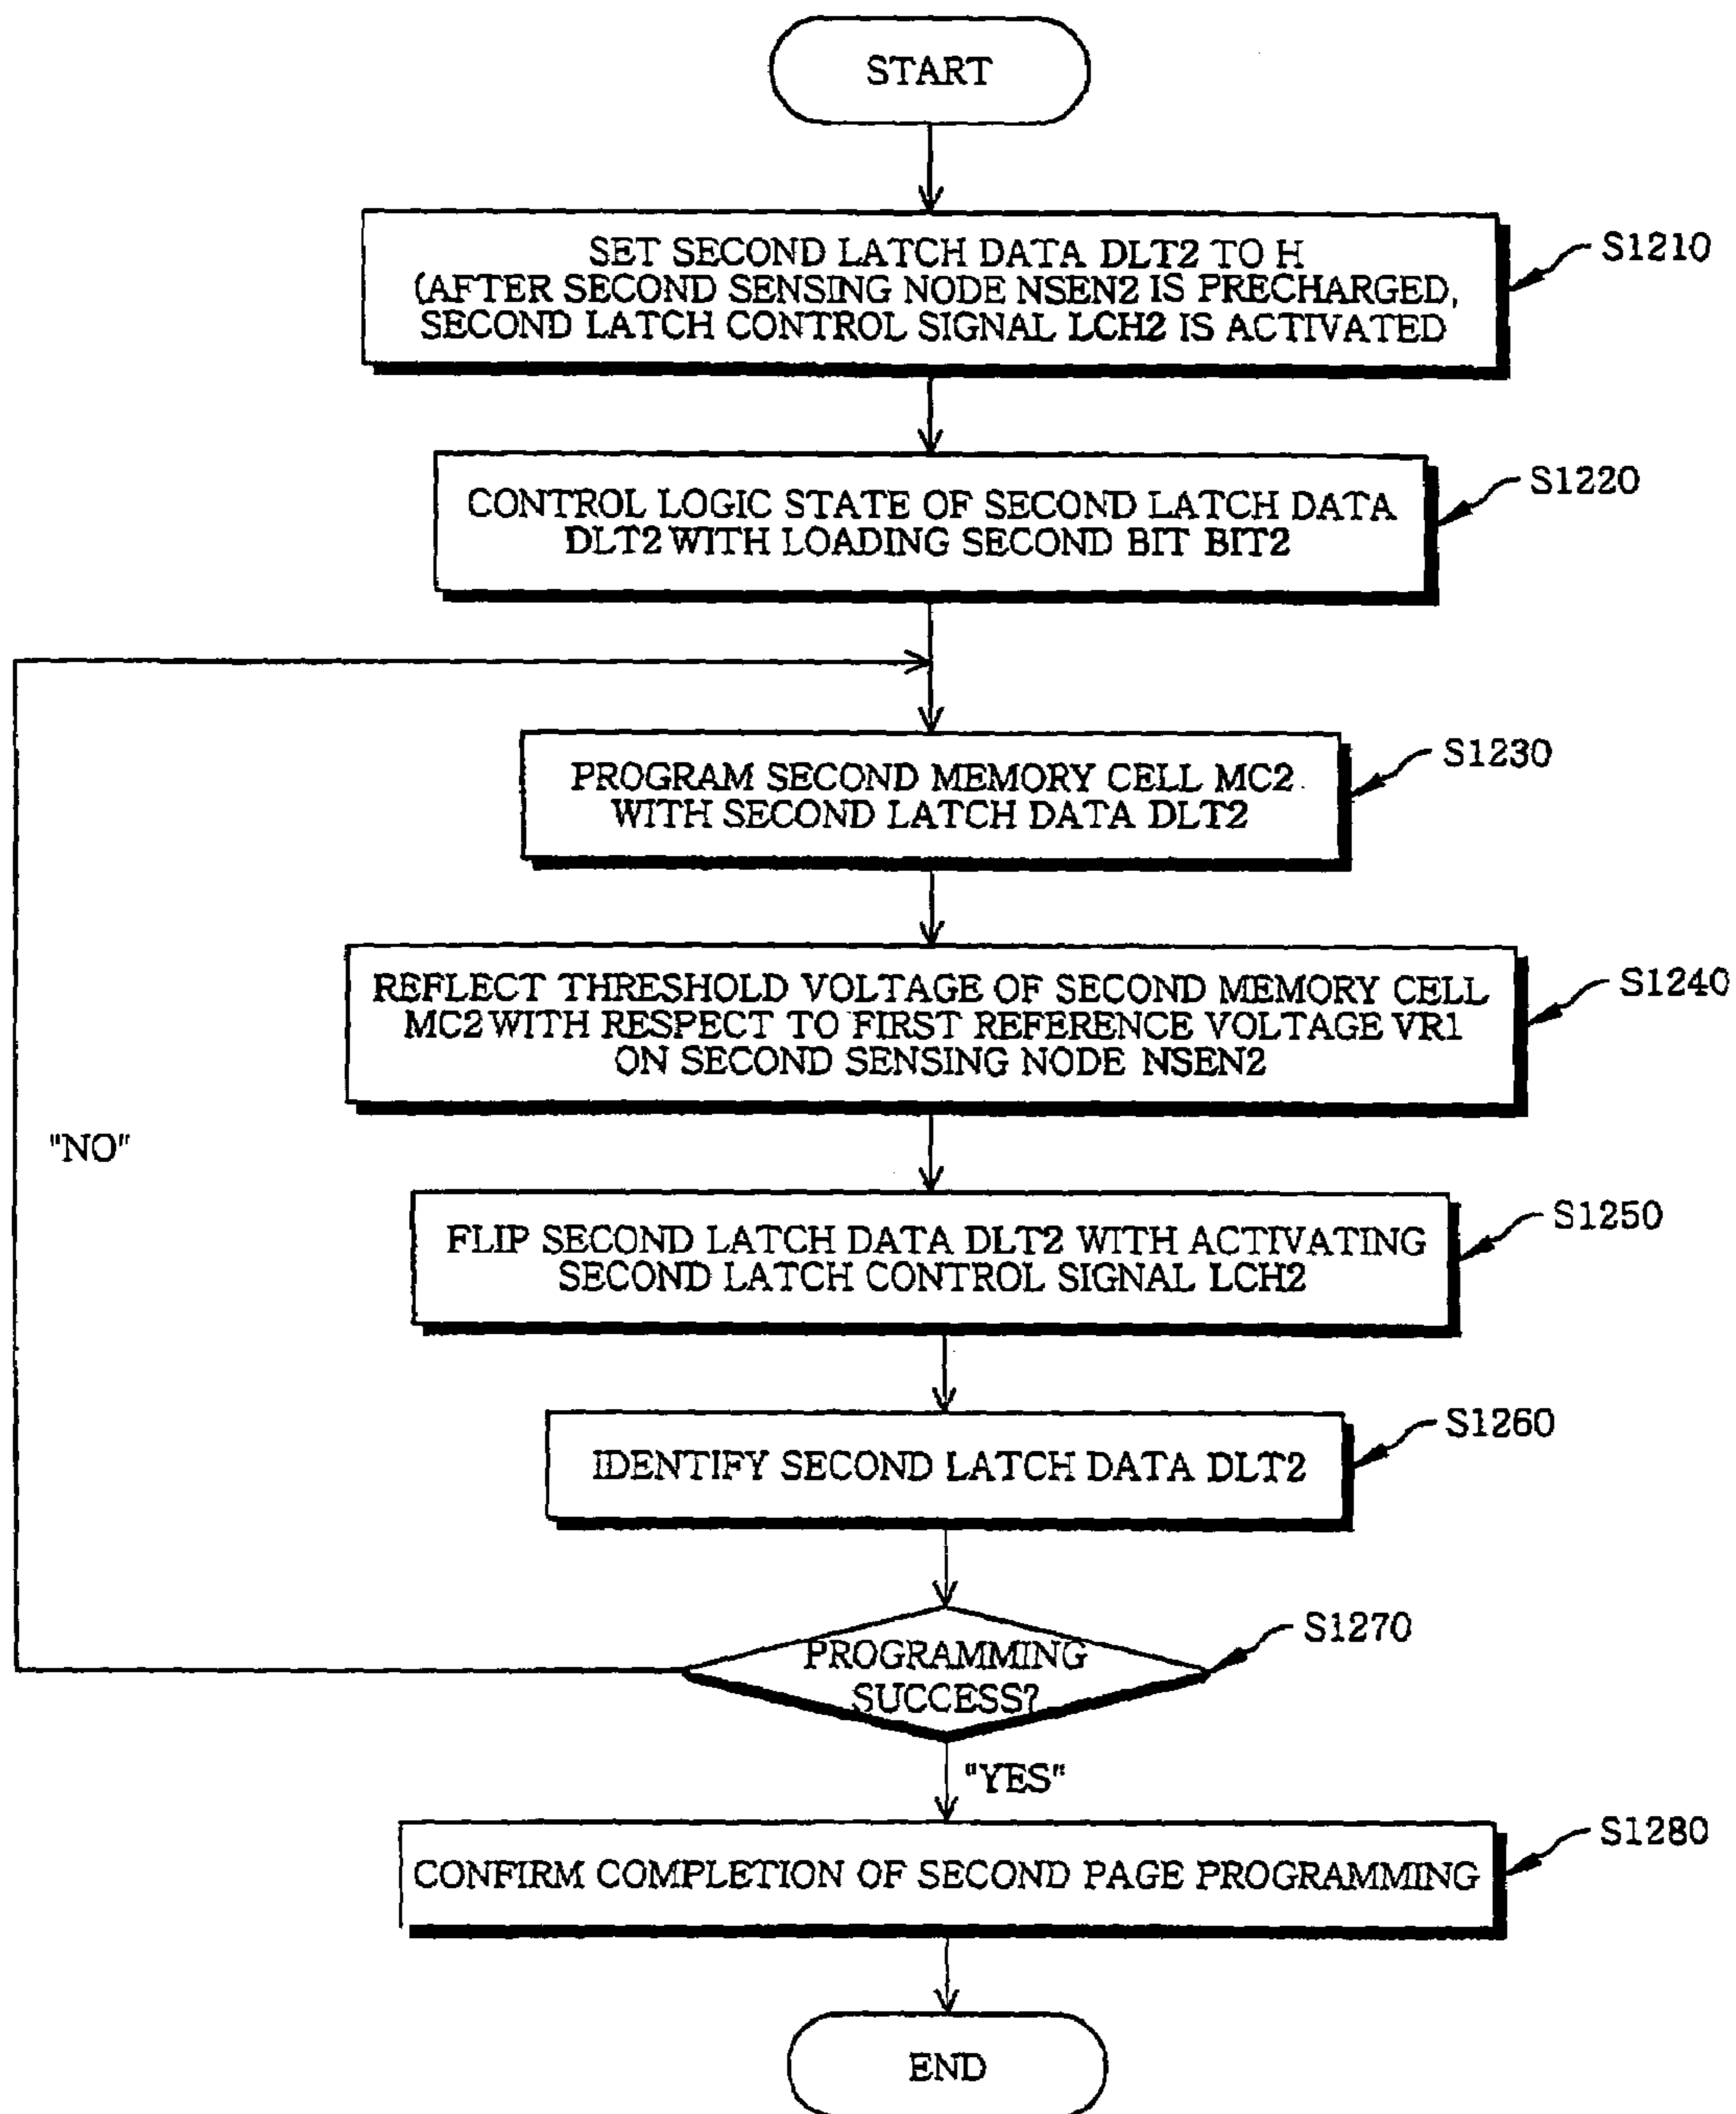 START
SET SECOND LATCH DATA DLT2 TO H
(AFTER SECOND SENSING NODE NSEN2 IS PRECHARGED,
SECOND LATCH CONTROL SIGNAL LCH2 IS ACTIVATED
S1210
CONTROL LOGIC STATE OF SECOND LATCH DATA
DLT2 WITH LOADING SECOND BIT BIT2
S1220
PROGRAM SECOND MEMORY CELL MC2
WITH SECOND LATCH DATA DLT2
S1230
REFLECT THRESHOLD VOLTAGE OF SECOND MEMORY CELL
MC2 WITH RESPECT TO FIRST REFERENCE VOLTAGE VR1
ON SECOND SENSING NODE NSEN2
S1240
"NO"
FLIP SECOND LATCH DATA DLT2 WITH ACTIVATING
SECOND LATCH CONTROL SIGNAL LCH2
S1250
IDENTIFY SECOND LATCH DATA DLT2
S1260
PROGRAMMING
SUCCESS?
S1270
"YES"
CONFIRM COMPLETION OF SECOND PAGE PROGRAMMING
S1280
END